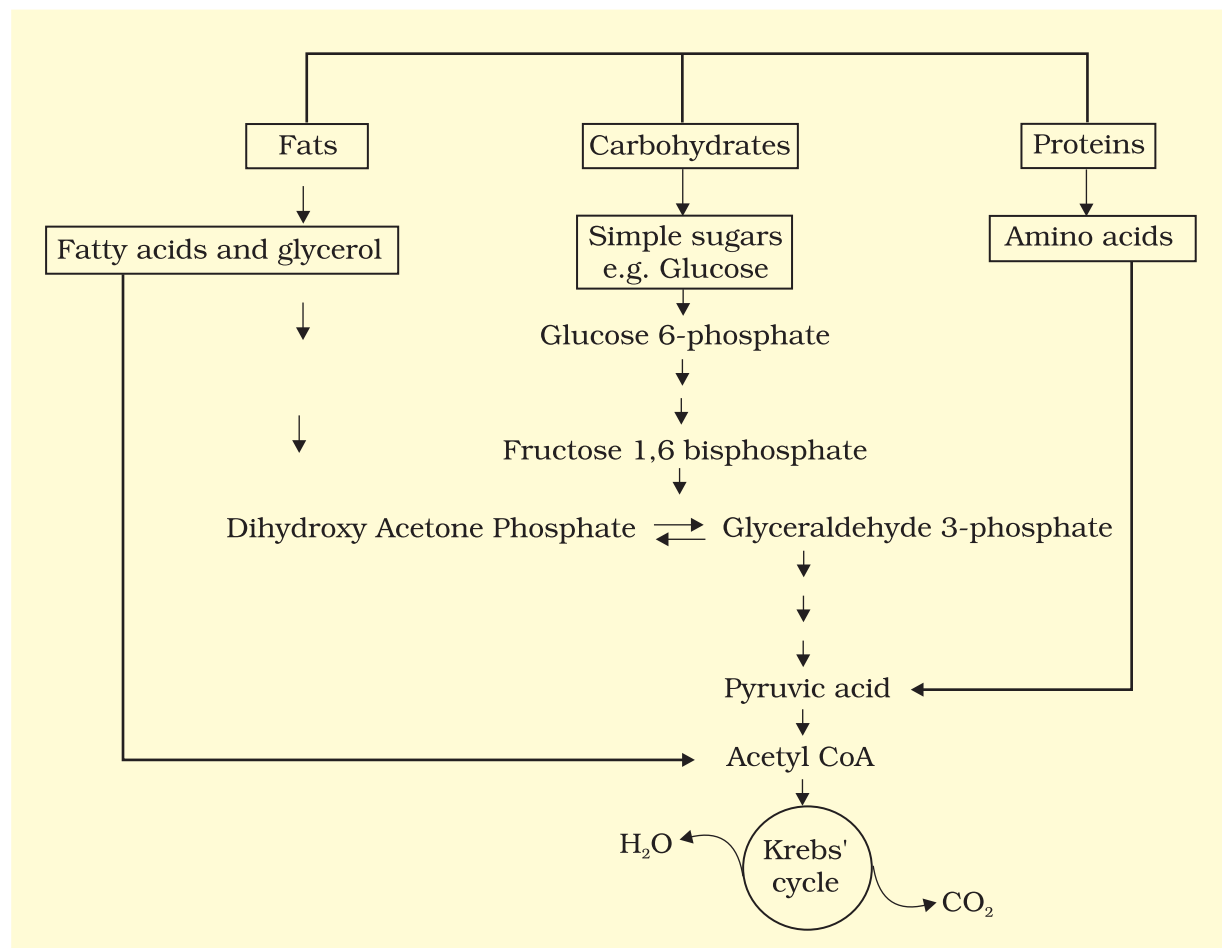 Fats
Carbohydrates
Proteins
Fatty acids and glycerol
Simple sugars
e.g. Glucose
Amino acids
Glucose 6-phosphate
Fructose 1,6 bisphosphate
Dihydroxy Acetone Phosphate
Glyceraldehyde 3-phosphate
Pyruvic acid
Acetyl CoA
H₂O
Krebs'
cycle
CO₂